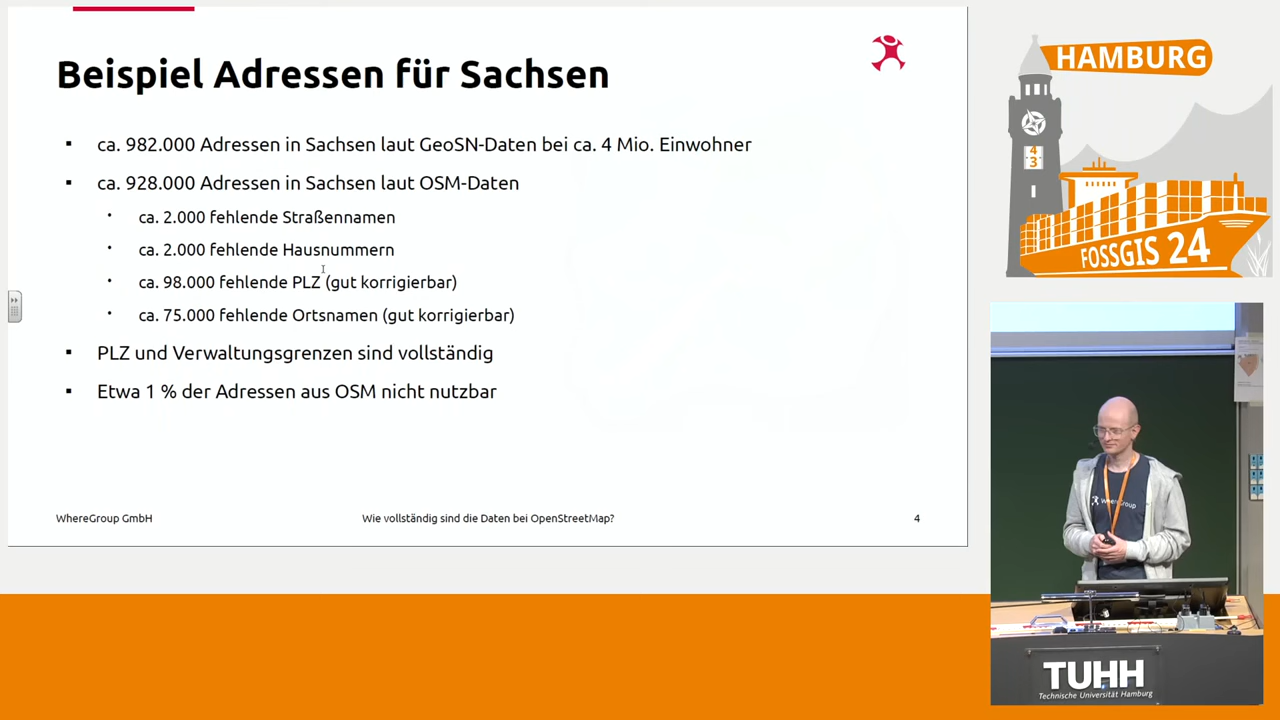 Beispiel Adressen für Sachsen
ca. 982.000 Adressen in Sachsen laut GeoSN-Daten bei ca. 4 Mio. Einwohner
ca. 928.000 Adressen in Sachsen laut OSM-Daten
ca. 2.000 fehlende Straßennamen
ca. 2.000 fehlende Hausnummern
ca. 98.000 fehlende PLZ (gut korrigierbar)
ca. 75.000 fehlende Ortsnamen (gut korrigierbar)
PLZ und Verwaltungsgrenzen sind vollständig
Etwa 1 % der Adressen aus OSM nicht nutzbar
WhereGroup GmbH
Wie vollständig sind die Daten bei OpenStreetMap?
4
HAMBURG
4
3
FOSSGIS 24
WhereGroup
TUHH
Technische Universität Hamburg